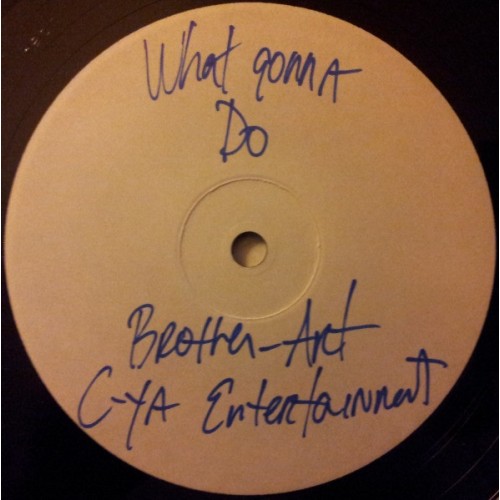 What gonna
Do
Brother-Art
C-YA Entertainment